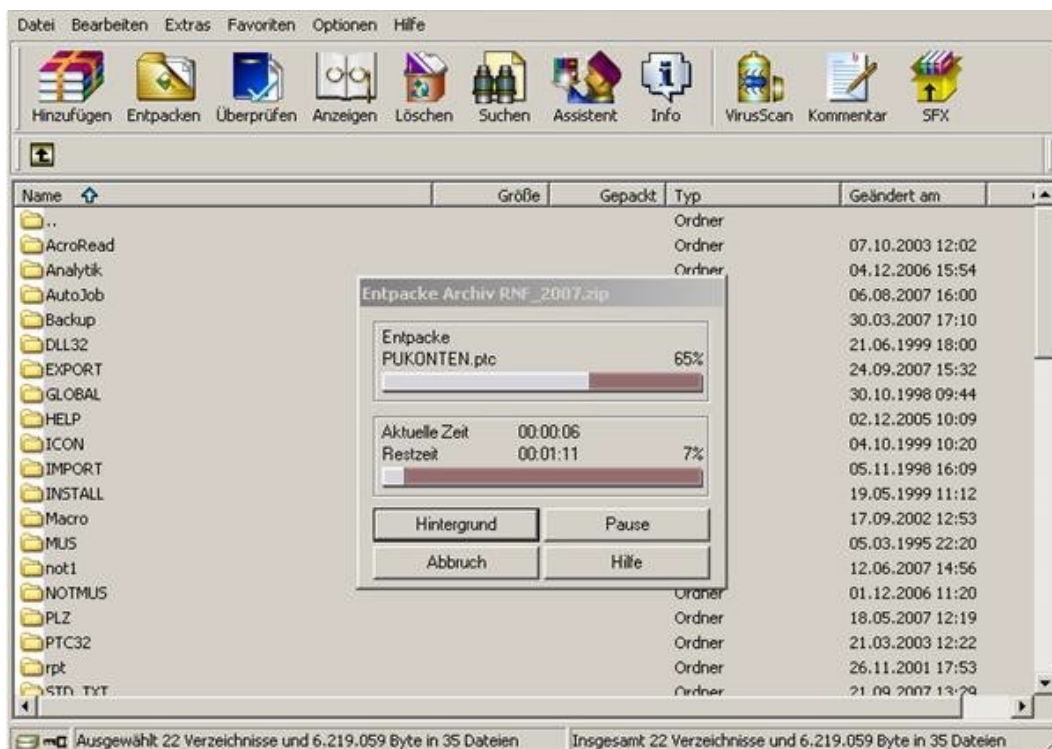 Datei Bearbeiten Extras Favoriten Optionen Hilfe
Hinzufügen Entpacken Überprüfen Anzeigen Löschen Suchen Assistent Info VirusScan Kommentar SFX
Name Größe Gepackt Typ Geändert am
.. Ordner
AcroRead Ordner 07.10.2003 12:02
Analytik Ordner 04.12.2006 15:54
AutoJob 06.08.2007 16:00
Backup 30.03.2007 17:10
DLL32 21.06.1999 18:00
EXPORT 24.09.2007 15:32
GLOBAL 30.10.1998 09:44
HELP 02.12.2005 10:09
ICON 04.10.1999 10:20
IMPORT 05.11.1998 16:09
INSTALL 19.05.1999 11:12
Macro 17.09.2002 12:53
MUS 05.03.1995 22:20
not1 12.06.2007 14:56
NOTMUS Ordner 01.12.2006 11:20
PLZ Ordner 18.05.2007 12:19
PTC32 Ordner 21.03.2003 12:22
rpt Ordner 26.11.2001 17:53
STD_TXT Ordner 21.09.2007 13:29
Entpacke Archiv RNF_2007.zip
Entpacke
PUKONTEN.ptc 65%
Aktuelle Zeit 00:00:06
Restzeit 00:01:11 7%
Hintergrund Pause
Abbruch Hilfe
Ausgewählt 22 Verzeichnisse und 6.219.059 Byte in 35 Dateien Insgesamt 22 Verzeichnisse und 6.219.059 Byte in 35 Dateien